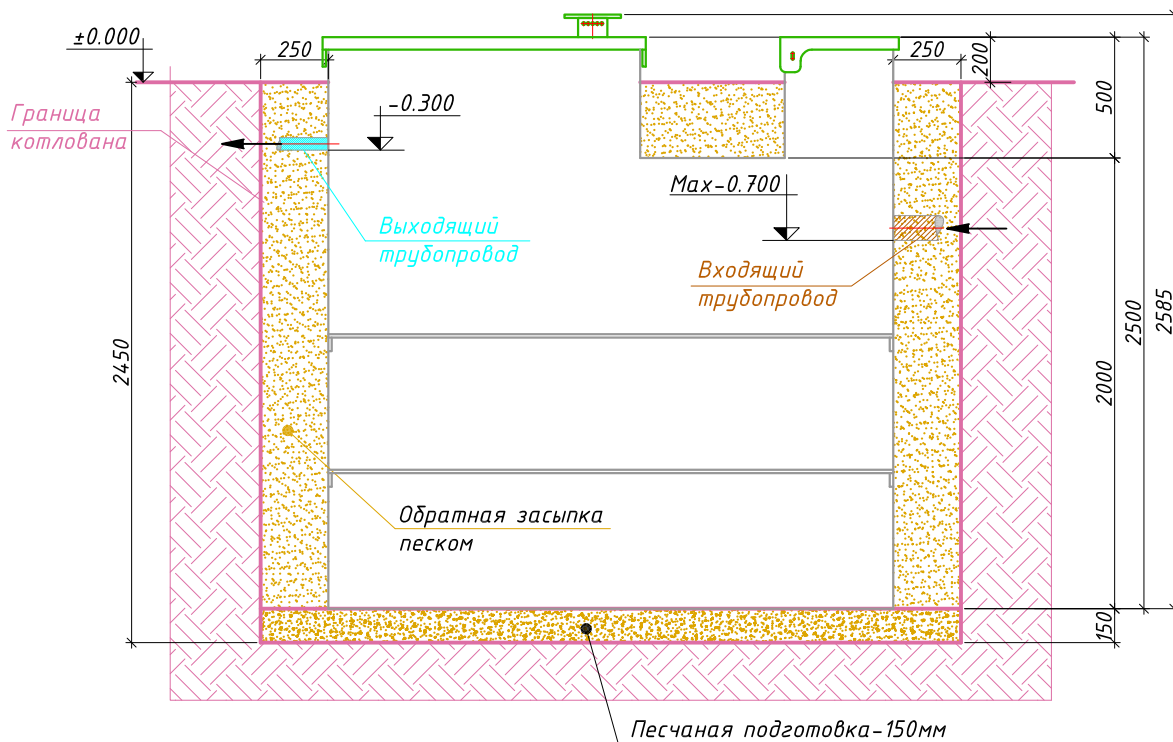 ±0.000
250
250
200
500
Граница
котлована
-0.300
Max-0.700
Выходящий
трубопровод
Входящий
трубопровод
2450
2500
2585
2000
Обратная засыпка
песком
150
Песчаная подготовка-150мм